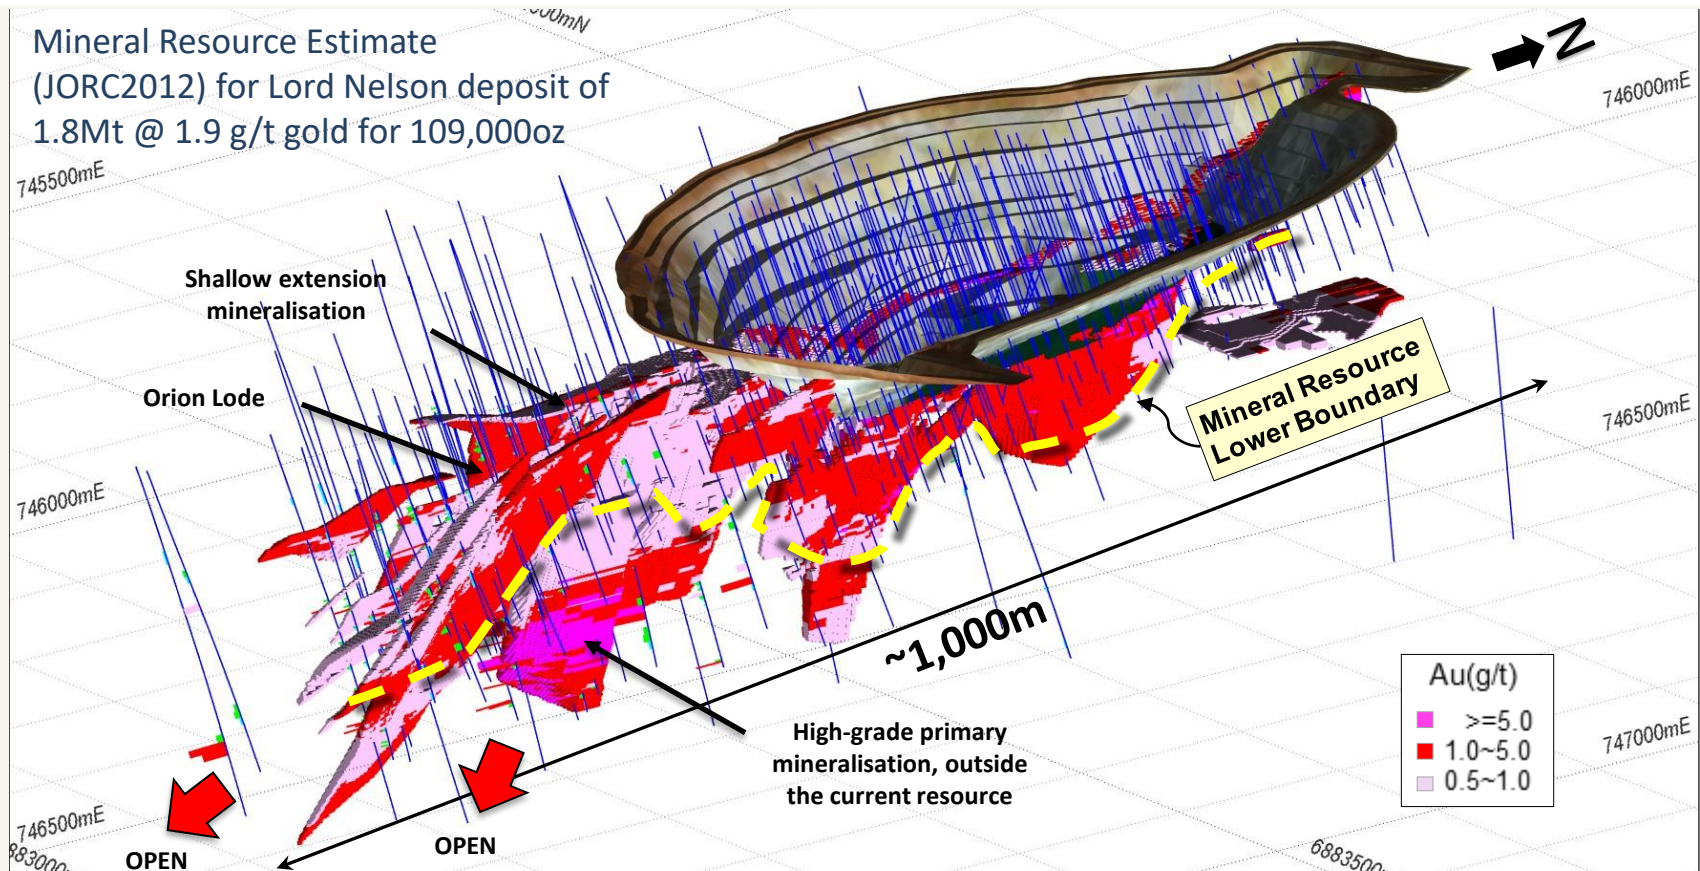 Mineral Resource Estimate
(JORC2012) for Lord Nelson deposit of
1.8Mt @ 1.9 g/t gold for 109,000oz
N
746000mE
745500mE
Shallow extension
mineralisation
Orion Lode
Mineral Resource
Lower Boundary
746500mE
746000mE
~1,000m
Au(g/t)
>=5.0
1.0~5.0
0.5~1.0
High-grade primary
mineralisation, outside
the current resource
747000mE
746500mE
OPEN
OPEN